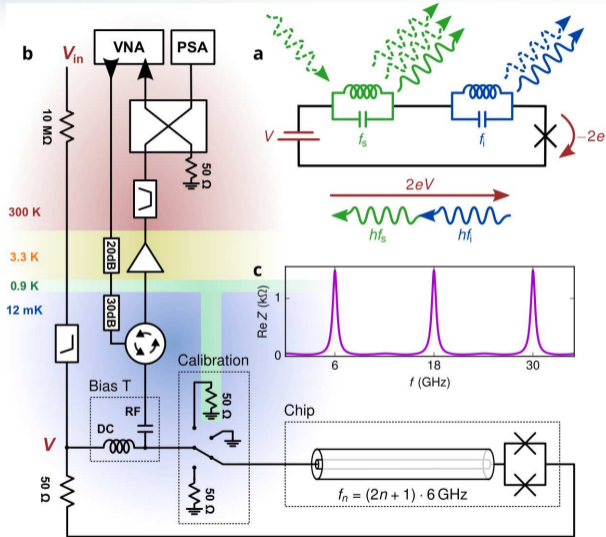 b
V_in
VNA
PSA
10 MΩ
50 Ω
300 K
3.3 K
0.9 K
12 mK
20dB
30dB
Bias T
RF
DC
V
50 Ω
Calibration
50 Ω
50 Ω
a
V
f_s
f_i
−2e
2eV
hf_s
hf_i
c
Re Z (kΩ)
1
0
6
18
30
f (GHz)
Chip
f_n = (2n + 1) · 6 GHz